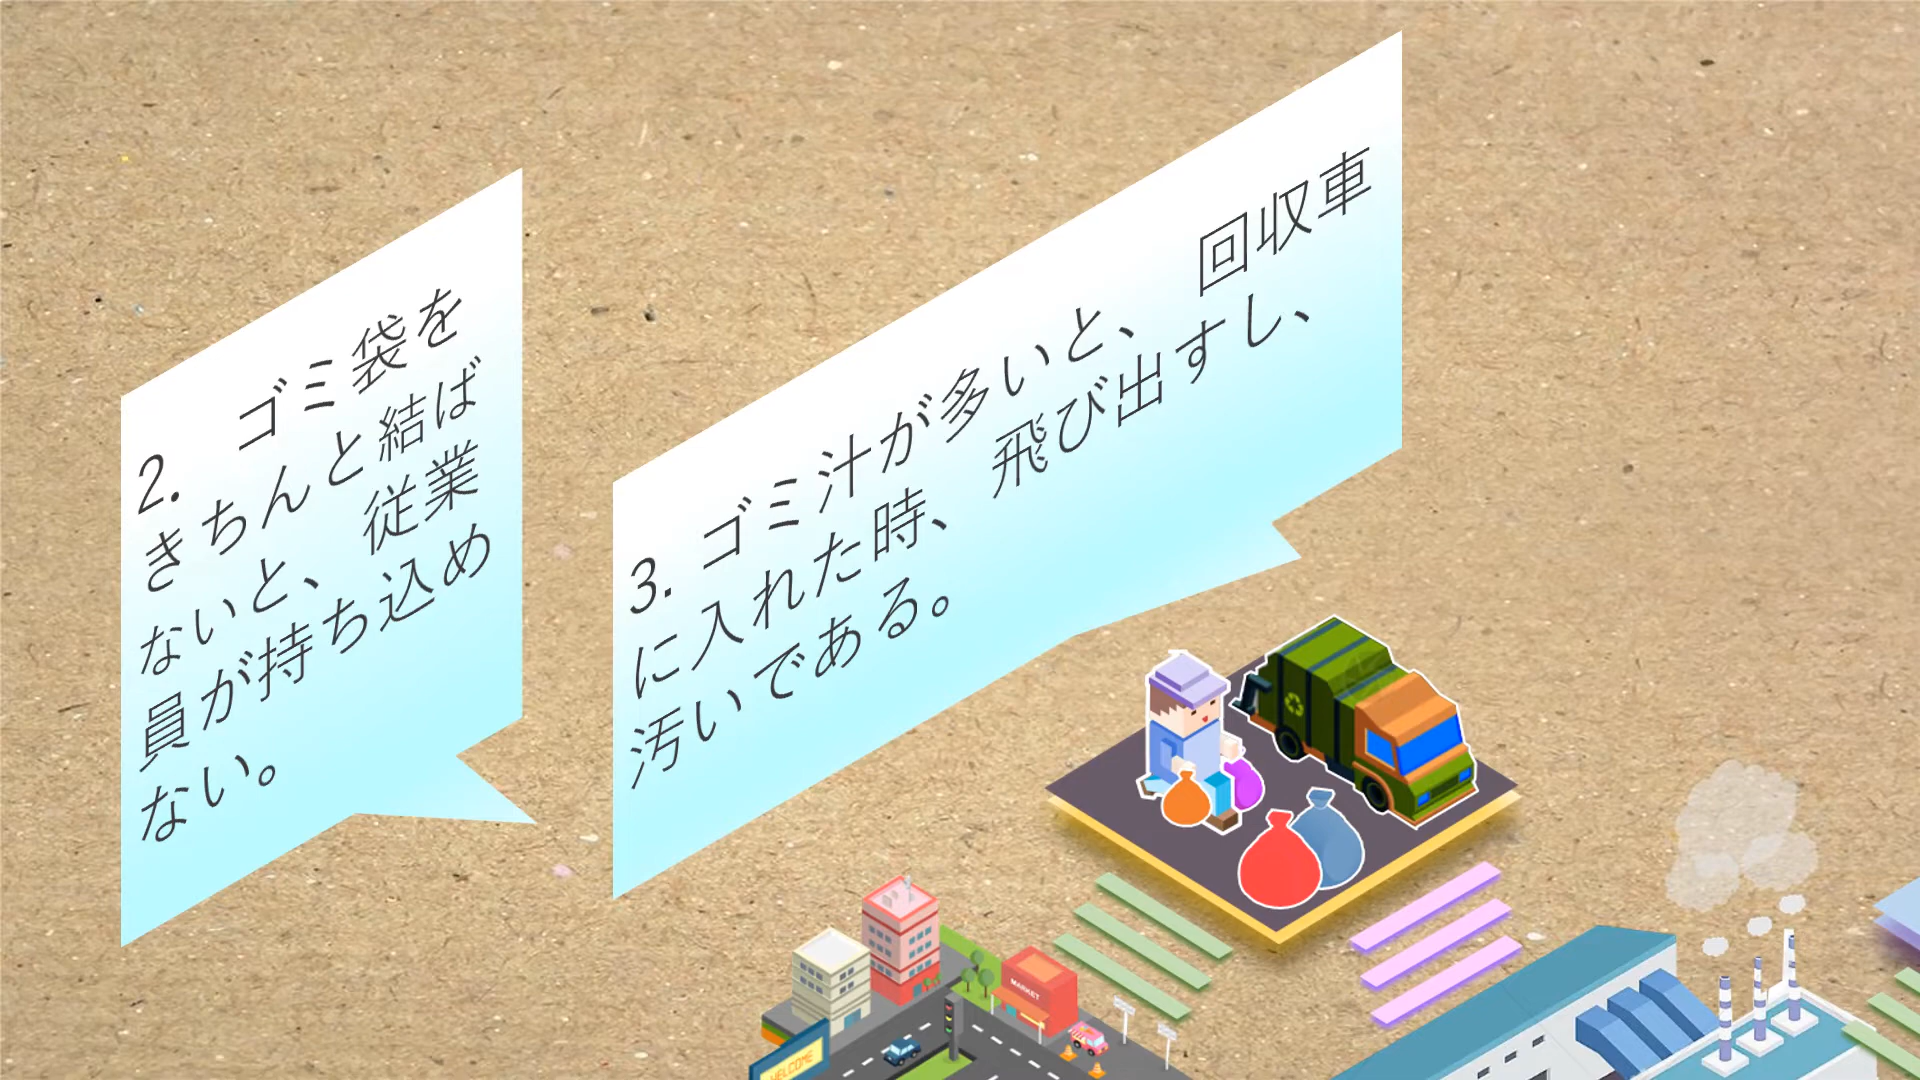 2. ゴミ袋を
きちんと結ば
ないと、従業
員が持ち込め
ない。
3. ゴミ汁が多いと、 回収車
に入れた時、飛び出すし、
汚いである。
MARKET
WELCOME